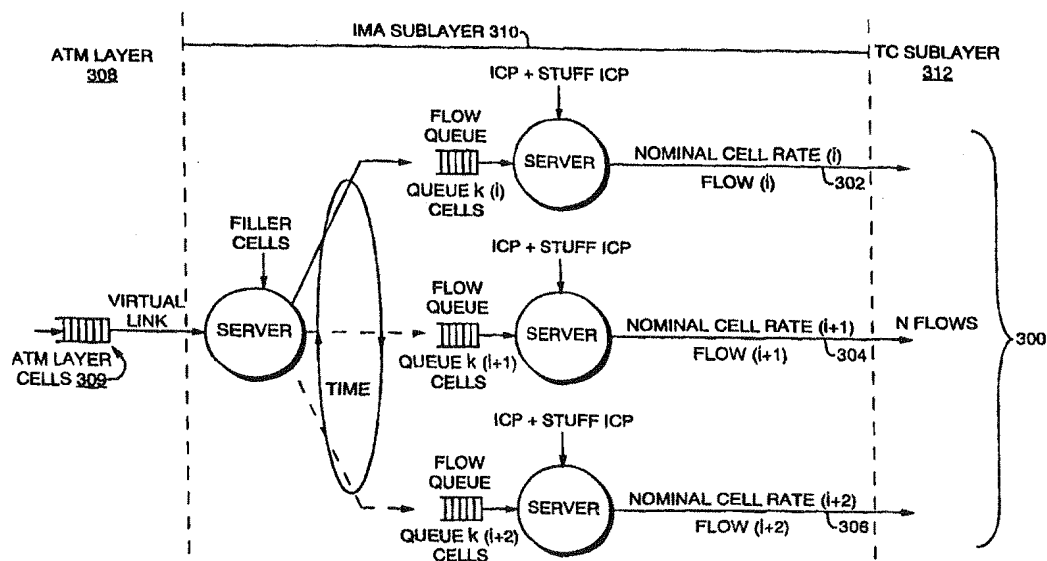 IMA SUBLAYER 310
ATM LAYER
308
TC SUBLAYER
312
ICP + STUFF ICP
FLOW
QUEUE
SERVER
NOMINAL CELL RATE (i)
FLOW (i)
302
QUEUE k (i)
CELLS
FILLER
CELLS
ICP + STUFF ICP
FLOW
QUEUE
VIRTUAL
LINK
SERVER
SERVER
NOMINAL CELL RATE (i+1)
FLOW (i+1)
304
N FLOWS
300
ATM LAYER
CELLS 309
TIME
QUEUE k (i+1)
CELLS
ICP + STUFF ICP
FLOW
QUEUE
SERVER
NOMINAL CELL RATE (i+2)
FLOW (i+2)
306
QUEUE k (i+2)
CELLS